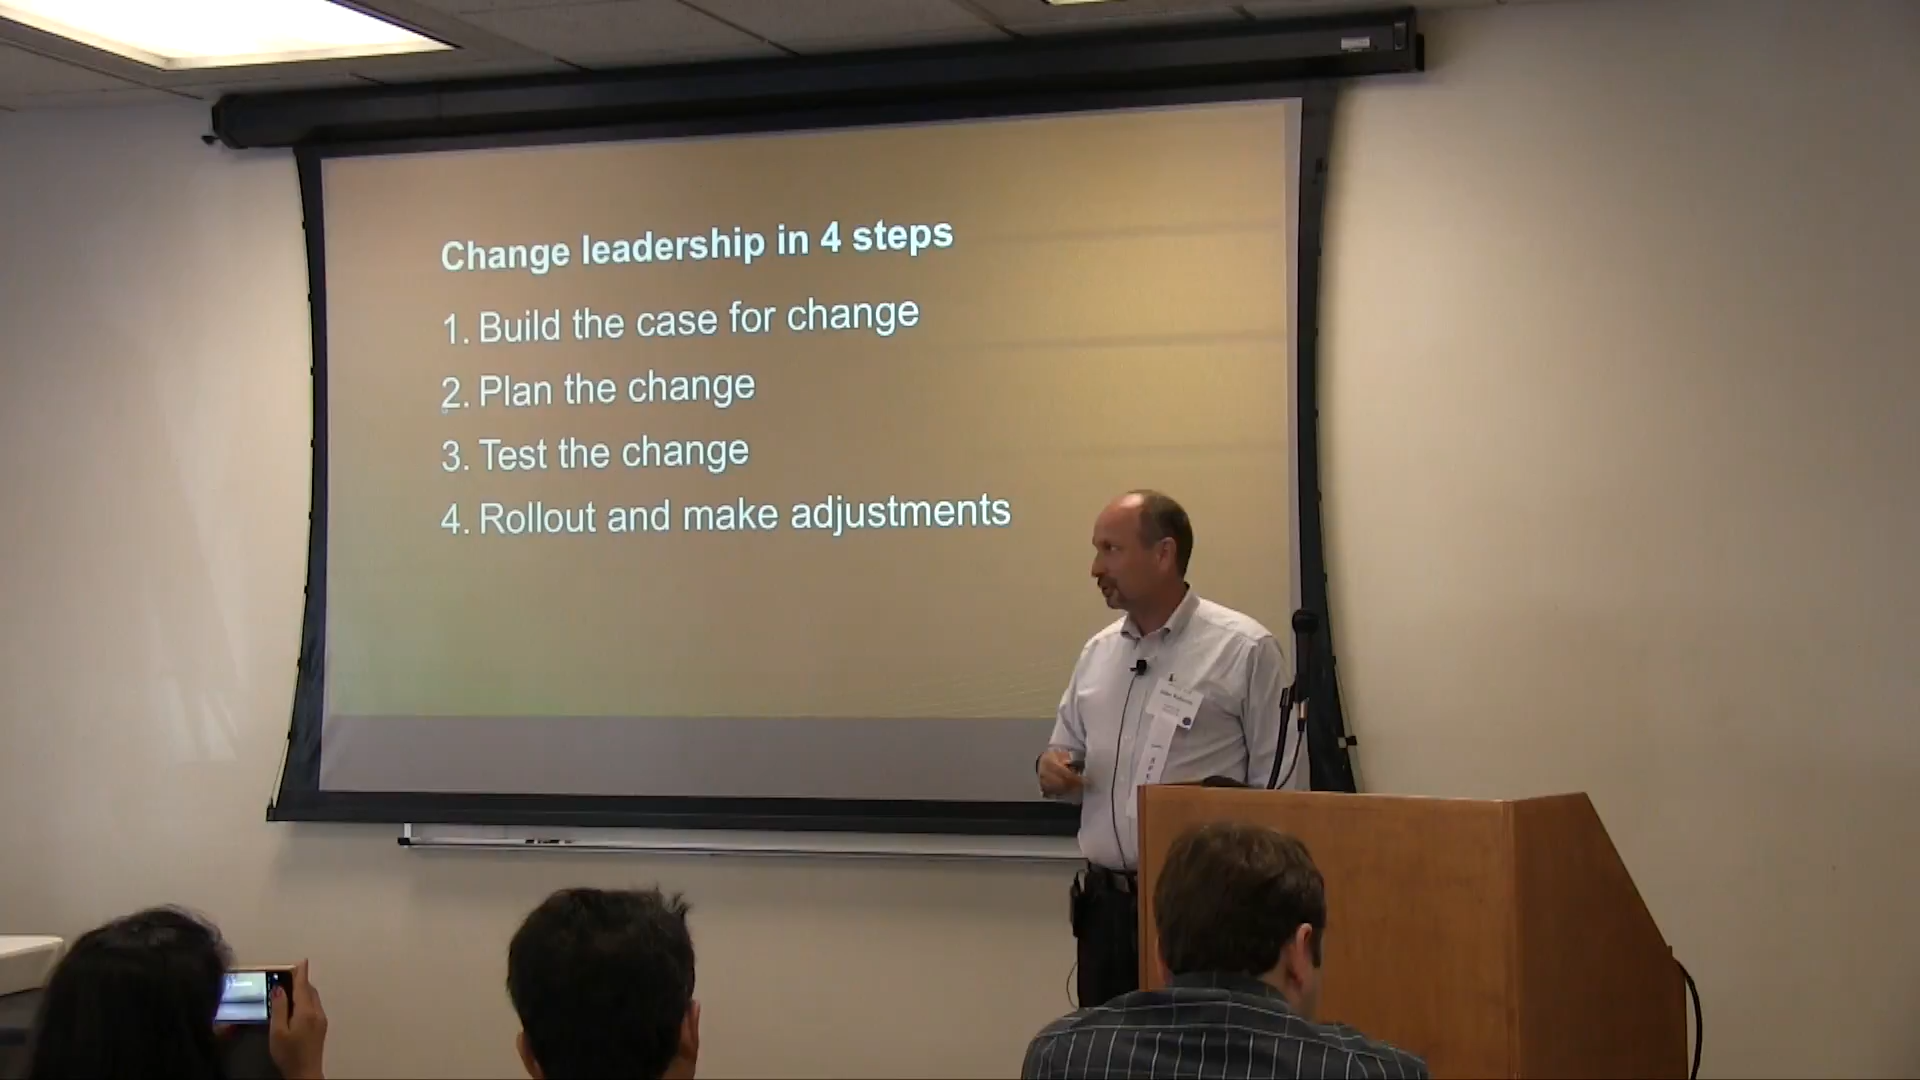 Change leadership in 4 steps
1. Build the case for change
2. Plan the change
3. Test the change
4. Rollout and make adjustments